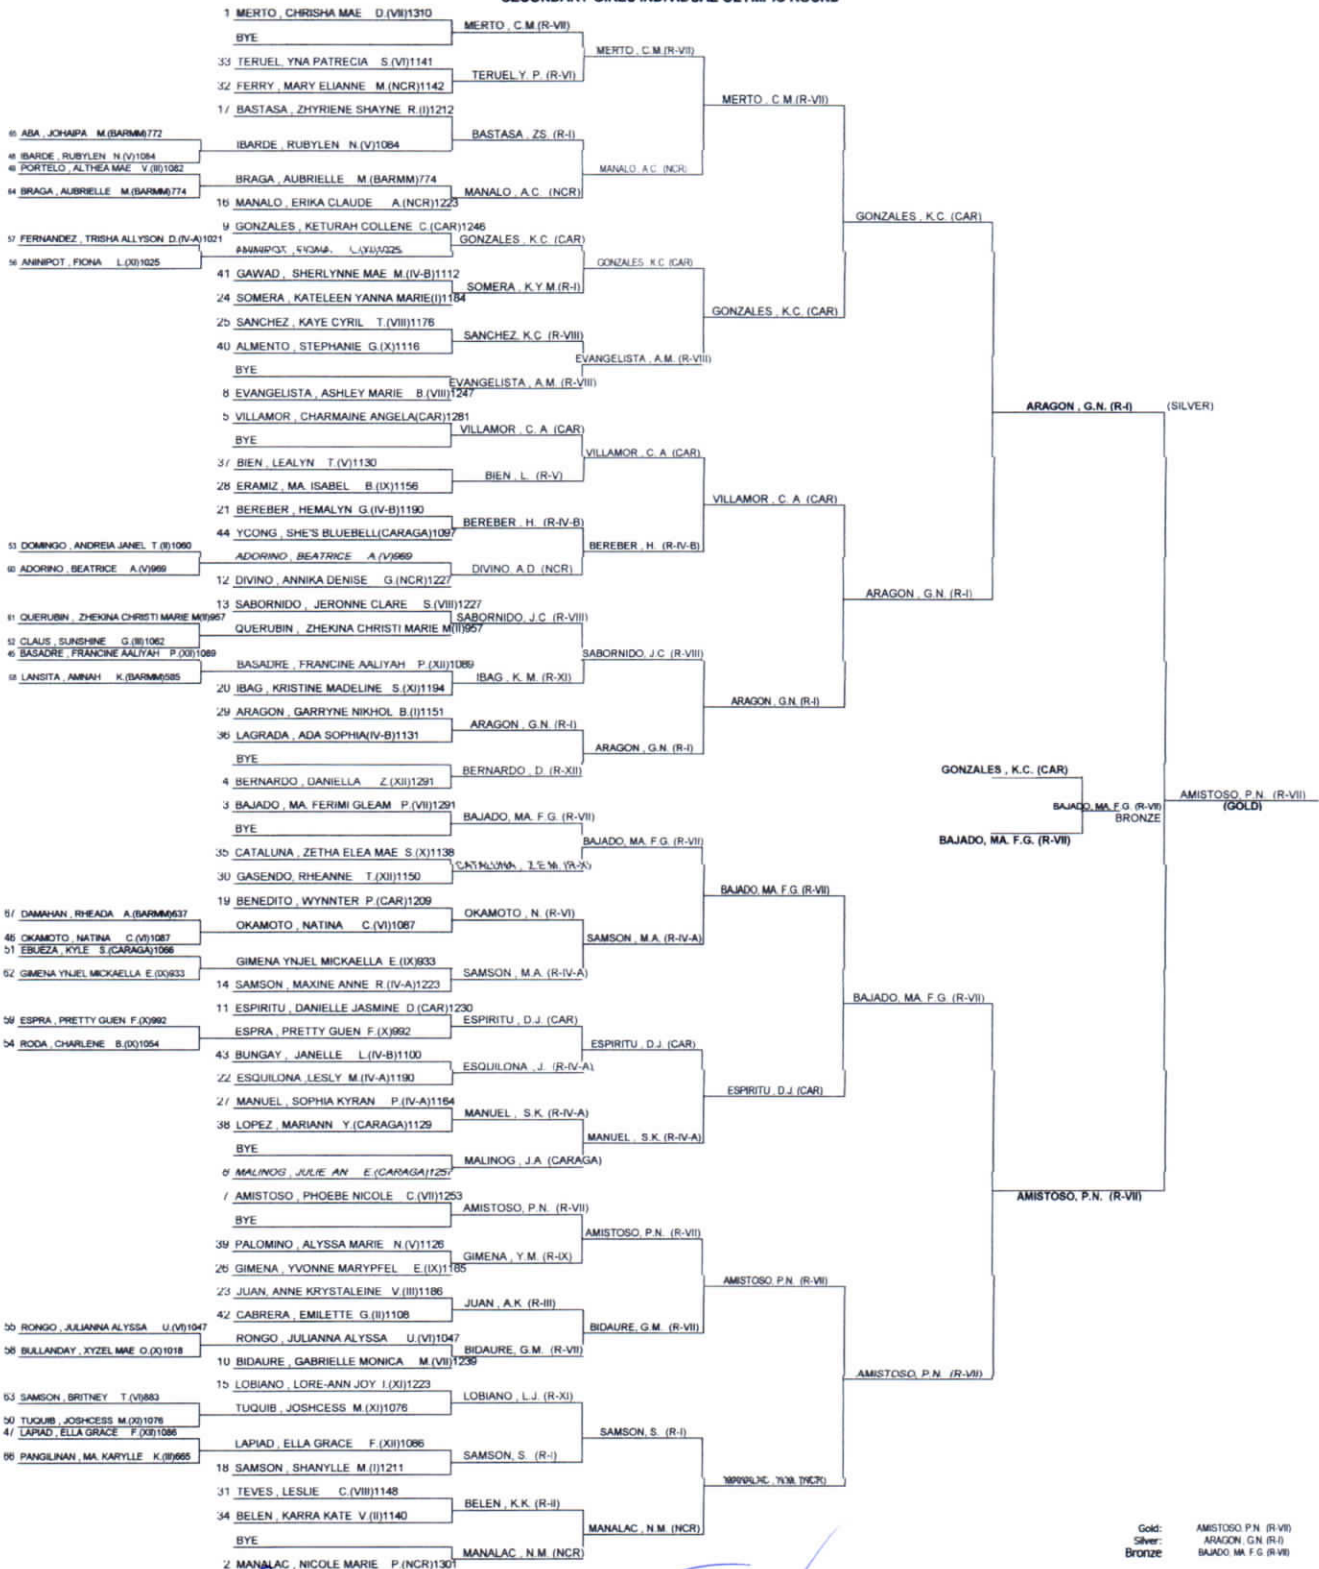 SECONDARY GIRLS INDIVIDUAL OLYMPIC ROUND
1 MERTO , CHRISHA MAE D.(VII)1310
BYE
33 TERUEL, YNA PATRECIA S.(VI)1141
32 FERRY , MARY ELIANNE M.(NCR)1142
17 BASTASA , ZHYRIENE SHAYNE R.(I)1212
IBARDE , RUBYLEN N.(V)1084
BRAGA , AUBRIELLE M.(BARMM)774
16 MANALO , ERIKA CLAUDE A.(NCR)1223
9 GONZALES , KETURAH COLLENE C.(CAR)1246
ANINIPOT , FIONA L.(XI)1025
41 GAWAD , SHERLYNNE MAE M.(IV-B)1112
24 SOMERA , KATELEEN YANNA MARIE(I)1184
25 SANCHEZ , KAYE CYRIL T.(VIII)1176
40 ALMENTO , STEPHANIE G.(X)1116
BYE
8 EVANGELISTA , ASHLEY MARIE B.(VIII)1247
5 VILLAMOR , CHARMAINE ANGELA(CAR)1281
BYE
37 BIEN , LEALYN T.(V)1130
28 ERAMIZ , MA. ISABEL B.(IX)1156
21 BEREBER , HEMALYN G.(IV-B)1190
44 YCONG , SHE'S BLUEBELL(CARAGA)1097
ADORINO , BEATRICE A.(V)969
12 DIVINO , ANNIKA DENISE G.(NCR)1227
13 SABORNIDO , JERONNE CLARE S.(VIII)1227
QUERUBIN , ZHEKINA CHRISTI MARIE M(II)957
BASADRE , FRANCINE AALIYAH P.(XII)1089
20 IBAG , KRISTINE MADELINE S.(XI)1194
29 ARAGON , GARRYNE NIKHOL B.(I)1151
36 LAGRADA , ADA SOPHIA(IV-B)1131
BYE
4 BERNARDO , DANIELLA Z.(XII)1291
3 BAJADO , MA. FERIMI GLEAM P.(VII)1291
BYE
35 CATALUNA , ZETHA ELEA MAE S.(X)1138
30 GASENDO, RHEANNE T.(XII)1150
19 BENEDITO , WYNNTER P.(CAR)1209
OKAMOTO , NATINA C.(VI)1087
GIMENA YNJEL MICKAELLA E.(IX)933
14 SAMSON , MAXINE ANNE R.(IV-A)1223
11 ESPIRITU , DANIELLE JASMINE D.(CAR)1230
ESPRA , PRETTY GUEN F.(X)992
43 BUNGAY , JANELLE L.(IV-B)1100
22 ESQUILONA ,LESLY M.(IV-A)1190
27 MANUEL , SOPHIA KYRAN P.(IV-A)1164
38 LOPEZ , MARIANN Y.(CARAGA)1129
BYE
6 MALINOG , JULIE AN E.(CARAGA)1257
7 AMISTOSO , PHOEBE NICOLE C.(VII)1253
BYE
39 PALOMINO , ALYSSA MARIE N.(V)1126
26 GIMENA , YVONNE MARYPFEL E.(IX)1165
23 JUAN, ANNE KRYSTALEINE V.(III)1186
42 CABRERA , EMILETTE G.(II)1108
RONGO , JULIANNA ALYSSA U.(VI)1047
10 BIDAURE , GABRIELLE MONICA M.(VII)1239
15 LOBIANO , LORE-ANN JOY I.(XI)1223
TUQUIB , JOSHCESS M.(XI)1076
LAPIAD , ELLA GRACE F.(XII)1086
18 SAMSON , SHANYLLE M.(I)1211
31 TEVES , LESLIE C.(VIII)1148
34 BELEN , KARRA KATE V.(II)1140
BYE
2 MANALAC , NICOLE MARIE P.(NCR)1301
65 ABA , JOHAIPA M.(BARMM)772
48 IBARDE , RUBYLEN N.(V)1084
49 PORTELO , ALTHEA MAE V.(III)1082
64 BRAGA , AUBRIELLE M.(BARMM)774
57 FERNANDEZ , TRISHA ALLYSON D.(IV-A)1021
56 ANINIPOT , FIONA L.(XI)1025
53 DOMINGO , ANDREIA JANEL T.(II)1060
60 ADORINO , BEATRICE A.(V)969
61 QUERUBIN , ZHEKINA CHRISTI MARIE M(II)957
52 CLAUS , SUNSHINE G.(III)1062
45 BASADRE , FRANCINE AALIYAH P.(XII)1089
68 LANSITA , AMNAH K.(BARMM)585
67 DAMAHAN , RHEADA A.(BARMM)637
46 OKAMOTO , NATINA C.(VI)1087
51 EBUEZA , KYLE S.(CARAGA)1066
62 GIMENA YNJEL MICKAELLA E.(IX)933
59 ESPRA , PRETTY GUEN F.(X)992
54 RODA , CHARLENE B.(IX)1054
55 RONGO , JULIANNA ALYSSA U.(VI)1047
58 BULLANDAY , XYZEL MAE O.(X)1018
63 SAMSON , BRITNEY T.(VI)883
50 TUQUIB , JOSHCESS M.(XI)1076
47 LAPIAD , ELLA GRACE F.(XII)1086
66 PANGILINAN , MA. KARYLLE K.(III)665
MERTO , C.M.(R-VII)
TERUEL,Y. P. (R-VI)
BASTASA , ZS. (R-I)
MANALO , A.C. (NCR)
GONZALES , K.C. (CAR)
SOMERA , K.Y.M.(R-I)
SANCHEZ, K.C (R-VIII)
EVANGELISTA , A.M. (R-VIII)
VILLAMOR , C. A (CAR)
BIEN , L. (R-V)
BEREBER , H. (R-IV-B)
DIVINO , A.D (NCR)
SABORNIDO , J.C (R-VIII)
IBAG , K. M. (R-XI)
ARAGON , G.N. (R-I)
BERNARDO , D. (R-XII)
BAJADO, MA. F.G. (R-VII)
CATALUNA , Z.E.M. (R-X)
OKAMOTO , N. (R-VI)
SAMSON , M.A. (R-IV-A)
ESPIRITU , D.J. (CAR)
ESQUILONA , J. (R-IV-A)
MANUEL , S.K. (R-IV-A)
MALINOG , J.A. (CARAGA)
AMISTOSO, P.N. (R-VII)
GIMENA , Y.M. (R-IX)
JUAN , A.K (R-III)
BIDAURE, G.M. (R-VII)
LOBIANO , L.J. (R-XI)
SAMSON, S. (R-I)
BELEN , K.K. (R-II)
MANALAC , N.M. (NCR)
MERTO , C.M.(R-VII)
MANALO , A.C. (NCR)
GONZALES , K.C. (CAR)
EVANGELISTA , A.M. (R-VIII)
VILLAMOR , C. A (CAR)
BEREBER , H. (R-IV-B)
SABORNIDO , J.C (R-VIII)
ARAGON , G.N. (R-I)
BAJADO, MA. F.G. (R-VII)
SAMSON , M.A. (R-IV-A)
ESPIRITU , D.J. (CAR)
MANUEL , S.K. (R-IV-A)
AMISTOSO, P.N. (R-VII)
BIDAURE, G.M. (R-VII)
SAMSON, S. (R-I)
MANALAC , N.M. (NCR)
MERTO , C.M.(R-VII)
GONZALES , K.C. (CAR)
VILLAMOR , C. A (CAR)
ARAGON , G.N. (R-I)
BAJADO, MA. F.G. (R-VII)
ESPIRITU , D.J. (CAR)
AMISTOSO, P.N. (R-VII)
MANALAC , N.M. (NCR)
GONZALES , K.C. (CAR)
ARAGON , G.N. (R-I)
BAJADO, MA. F.G. (R-VII)
AMISTOSO, P.N. (R-VII)
ARAGON , G.N. (R-I) (SILVER)
AMISTOSO, P.N. (R-VII)
GONZALES , K.C. (CAR)
BAJADO, MA. F.G. (R-VII)
BRONZE
BAJADO, MA. F.G. (R-VII)
AMISTOSO, P.N. (R-VII)
(GOLD)
Gold: AMISTOSO, P.N. (R-VII)
Silver: ARAGON , G.N. (R-I)
Bronze BAJADO, MA. F.G. (R-VII)